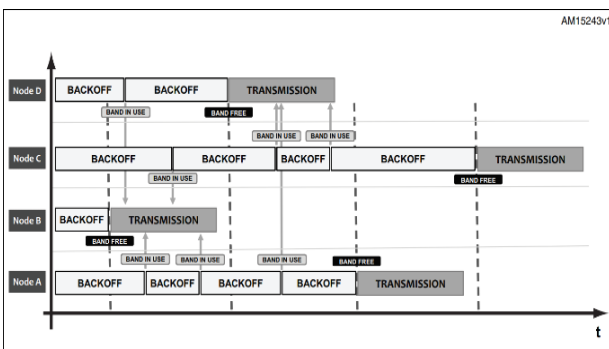 AM15243v1
Node D BACKOFF BACKOFF TRANSMISSION
BAND IN USE BAND FREE
BAND IN USE BAND IN USE
Node C BACKOFF BACKOFF BACKOFF BACKOFF TRANSMISSION
BAND IN USE BAND FREE
Node B BACKOFF TRANSMISSION
BAND FREE
BAND IN USE BAND IN USE BAND IN USE BAND FREE
Node A BACKOFF BACKOFF BACKOFF BACKOFF TRANSMISSION
t